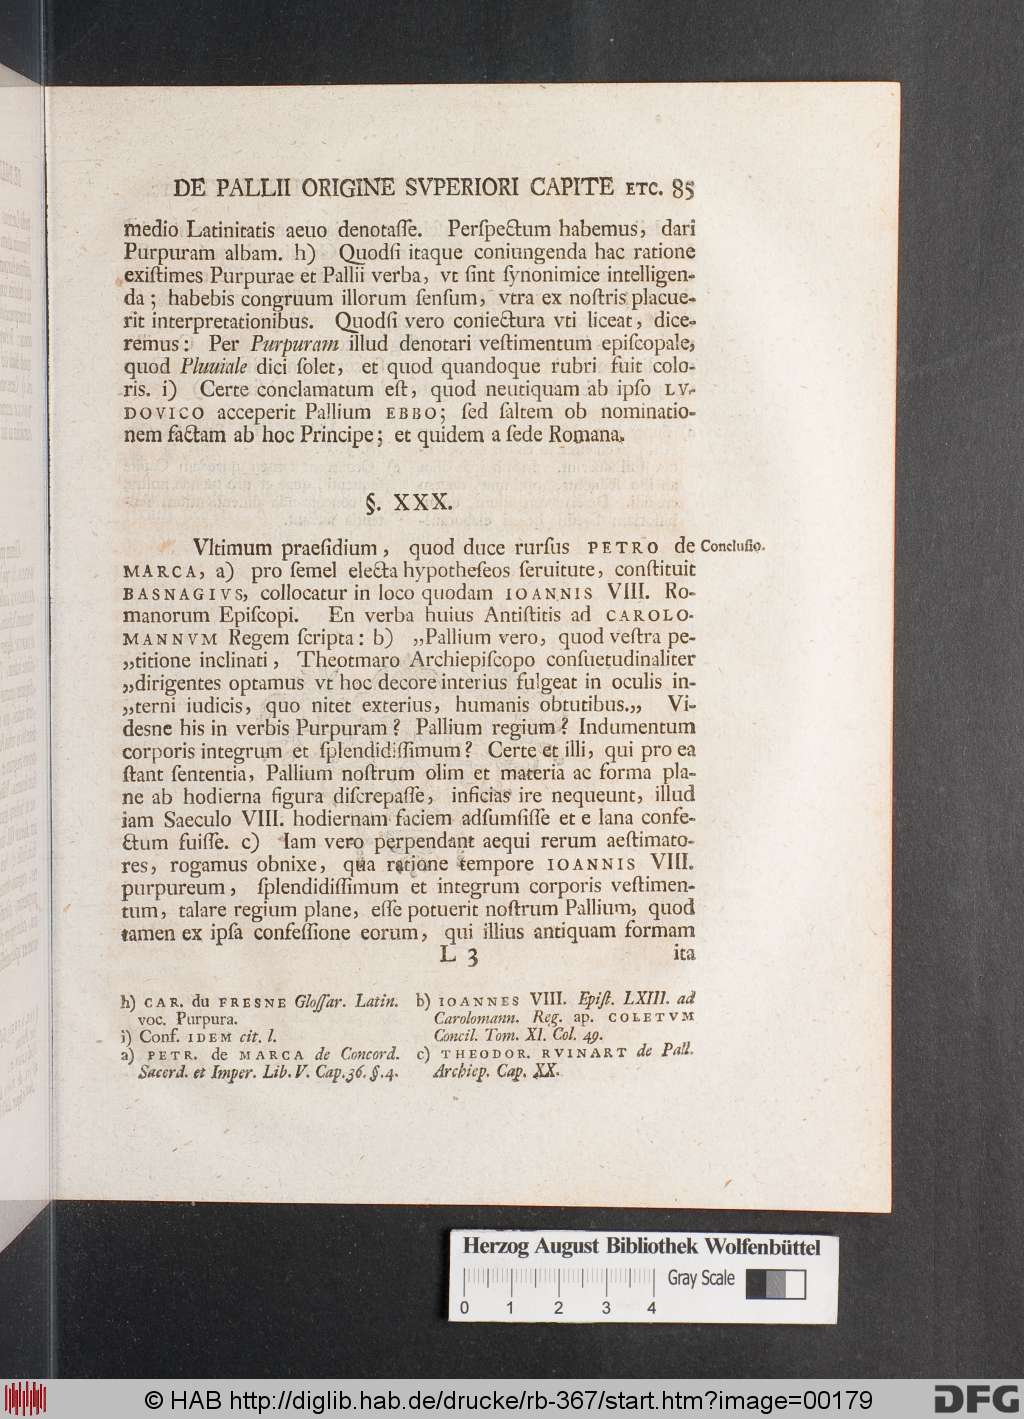 DE PALLII ORIGINE SVPERIORI CAPITE ETC. 85
medio Latinitatis aeuo denotaſſe. Perſpectum habemus, dari
Purpuram albam. h) Quodſi itaque coniungenda hac ratione
exiſtimes Purpurae et Pallii verba, vt ſint ſynonimice intelligen-
da; habebis congruum illorum ſenſum, vtra ex noſtris placue-
rit interpretationibus. Quodſi vero coniectura vti liceat, dice-
remus: Per Purpuram illud denotari veſtimentum epiſcopale,
quod Pluuiale dici ſolet, et quod quandoque rubri fuit colo-
ris. i) Certe conclamatum eſt, quod neutiquam ab ipſo LV-
DOVICO acceperit Pallium EBBO; ſed ſaltem ob nominatio-
nem factam ab hoc Principe; et quidem a ſede Romana.
§. XXX.
Vltimum praeſidium, quod duce rurſus PETRO de Concluſio.
MARCA, a) pro ſemel electa hypotheſeos ſeruitute, conſtituit
BASNAGIVS, collocatur in loco quodam IOANNIS VIII. Ro-
manorum Epiſcopi. En verba huius Antiſtitis ad CAROLO-
MANNVM Regem ſcripta: b) „Pallium vero, quod veſtra pe-
„titione inclinati, Theotmaro Archiepiſcopo conſuetudinaliter
„dirigentes optamus vt hoc decore interius fulgeat in oculis in-
„terni iudicis, quo nitet exterius, humanis obtutibus.„ Vi-
desne his in verbis Purpuram? Pallium regium? Indumentum
corporis integrum et ſplendidiſſimum? Certe et illi, qui pro ea
ſtant ſententia, Pallium noſtrum olim et materia ac forma pla-
ne ab hodierna figura diſcrepaſſe, inficias ire nequeunt, illud
iam Saeculo VIII. hodiernam faciem adſumſiſſe et e lana confe-
ctum fuiſſe. c) Iam vero perpendant aequi rerum aeſtimato-
res, rogamus obnixe, qua ratione tempore IOANNIS VIII.
purpureum, ſplendidiſſimum et integrum corporis veſtimen-
tum, talare regium plane, eſſe potuerit noſtrum Pallium, quod
tamen ex ipſa confeſſione eorum, qui illius antiquam formam
L 3 ita
h) CAR. du FRESNE Gloſſar. Latin.
voc. Purpura.
i) Conf. IDEM cit. l.
a) PETR. de MARCA de Concord.
Sacerd. et Imper. Lib. V. Cap. 36. §. 4.
b) IOANNES VIII. Epiſt. LXIII. ad
Carolomann. Reg. ap. COLETVM
Concil. Tom. XI. Col. 49.
c) THEODOR. RVINART de Pall.
Archiep. Cap. XX.
Herzog August Bibliothek Wolfenbüttel
Gray Scale
0 1 2 3 4
© HAB http://diglib.hab.de/drucke/rb-367/start.htm?image=00179
DFG